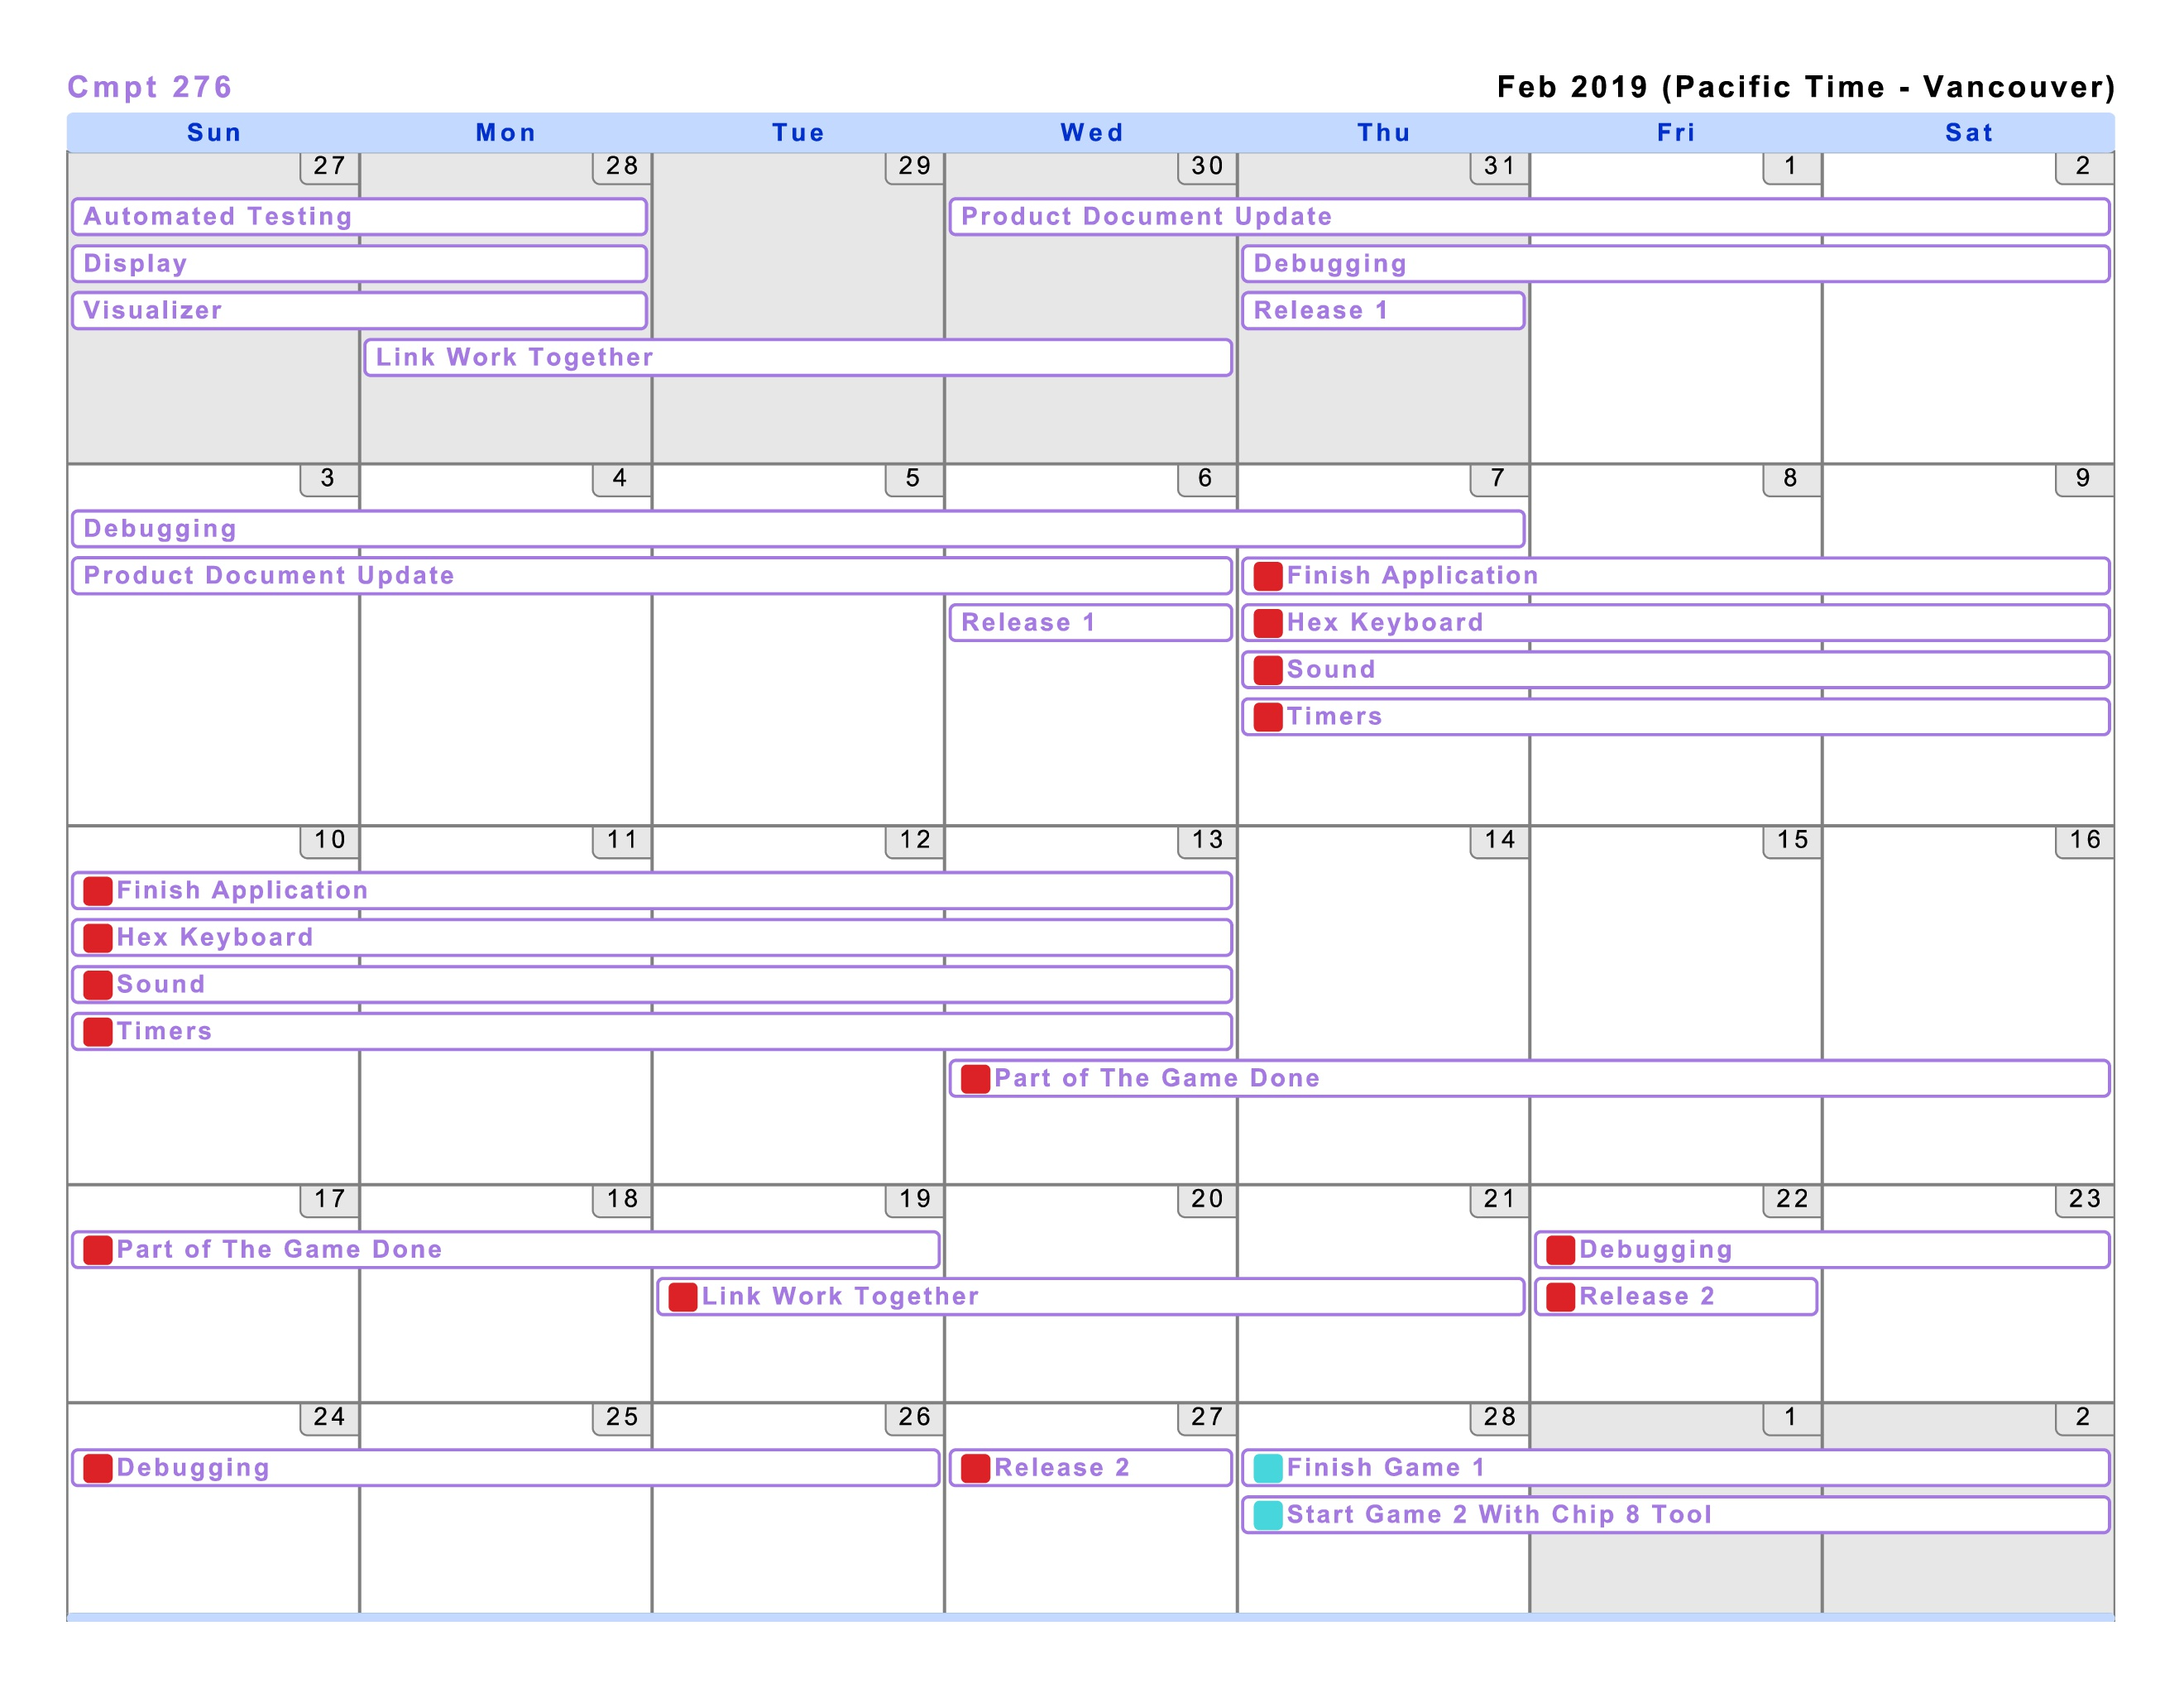 Cmpt 276
Feb 2019 (Pacific Time - Vancouver)
Sun Mon Tue Wed Thu Fri Sat
27 28 29 30 31 1 2
Automated Testing Product Document Update
Display Debugging
Visualizer Release 1
Link Work Together
3 4 5 6 7 8 9
Debugging
Product Document Update Finish Application
Release 1 Hex Keyboard
Sound
Timers
10 11 12 13 14 15 16
Finish Application
Hex Keyboard
Sound
Timers
Part of The Game Done
17 18 19 20 21 22 23
Part of The Game Done Debugging
Link Work Together Release 2
24 25 26 27 28 1 2
Debugging Release 2 Finish Game 1
Start Game 2 With Chip 8 Tool